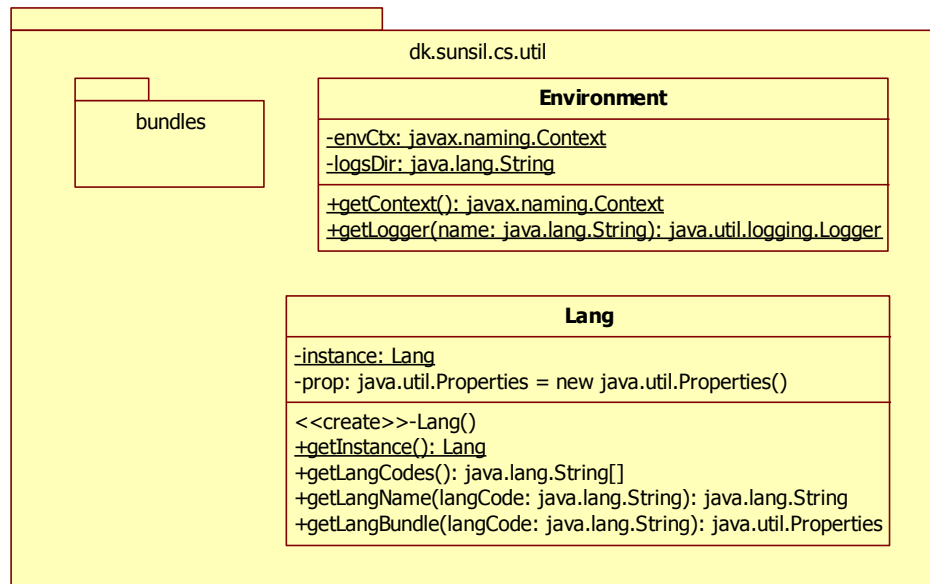 dk.sunsil.cs.util
bundles
Environment
-envCtx: javax.naming.Context
-logsDir: java.lang.String
+getContext(): javax.naming.Context
+getLogger(name: java.lang.String): java.util.logging.Logger
Lang
-instance: Lang
-prop: java.util.Properties = new java.util.Properties()
<<create>>-Lang()
+getInstance(): Lang
+getLangCodes(): java.lang.String[]
+getLangName(langCode: java.lang.String): java.lang.String
+getLangBundle(langCode: java.lang.String): java.util.Properties